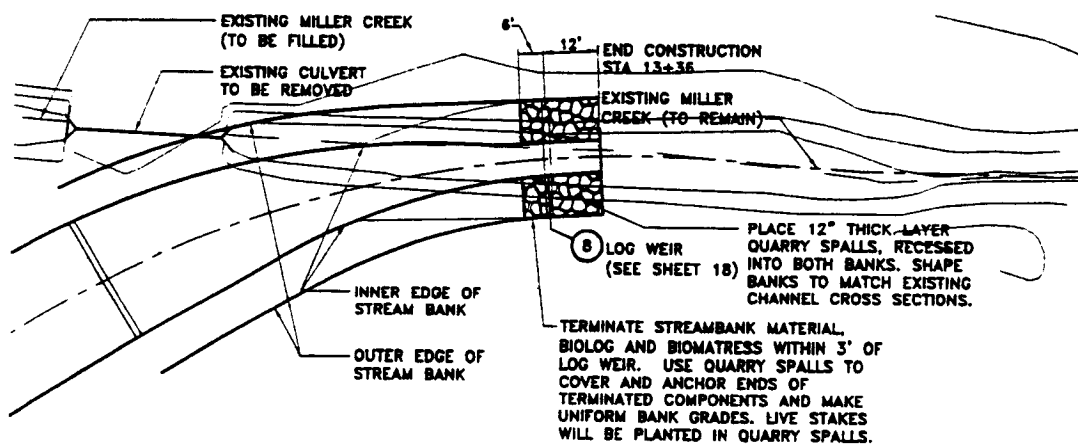 EXISTING MILLER CREEK
(TO BE FILLED)
EXISTING CULVERT
TO BE REMOVED
6'
12'
END CONSTRUCTION
STA 13+36
EXISTING MILLER
CREEK (TO REMAIN)
8
LOG WEIR
(SEE SHEET 18)
PLACE 12" THICK LAYER
QUARRY SPALLS, RECESSED
INTO BOTH BANKS. SHAPE
BANKS TO MATCH EXISTING
CHANNEL CROSS SECTIONS.
INNER EDGE OF
STREAM BANK
OUTER EDGE OF
STREAM BANK
TERMINATE STREAMBANK MATERIAL,
BIOLOG AND BIOMATRESS WITHIN 3' OF
LOG WEIR. USE QUARRY SPALLS TO
COVER AND ANCHOR ENDS OF
TERMINATED COMPONENTS AND MAKE
UNIFORM BANK GRADES. LIVE STAKES
WILL BE PLANTED IN QUARRY SPALLS.